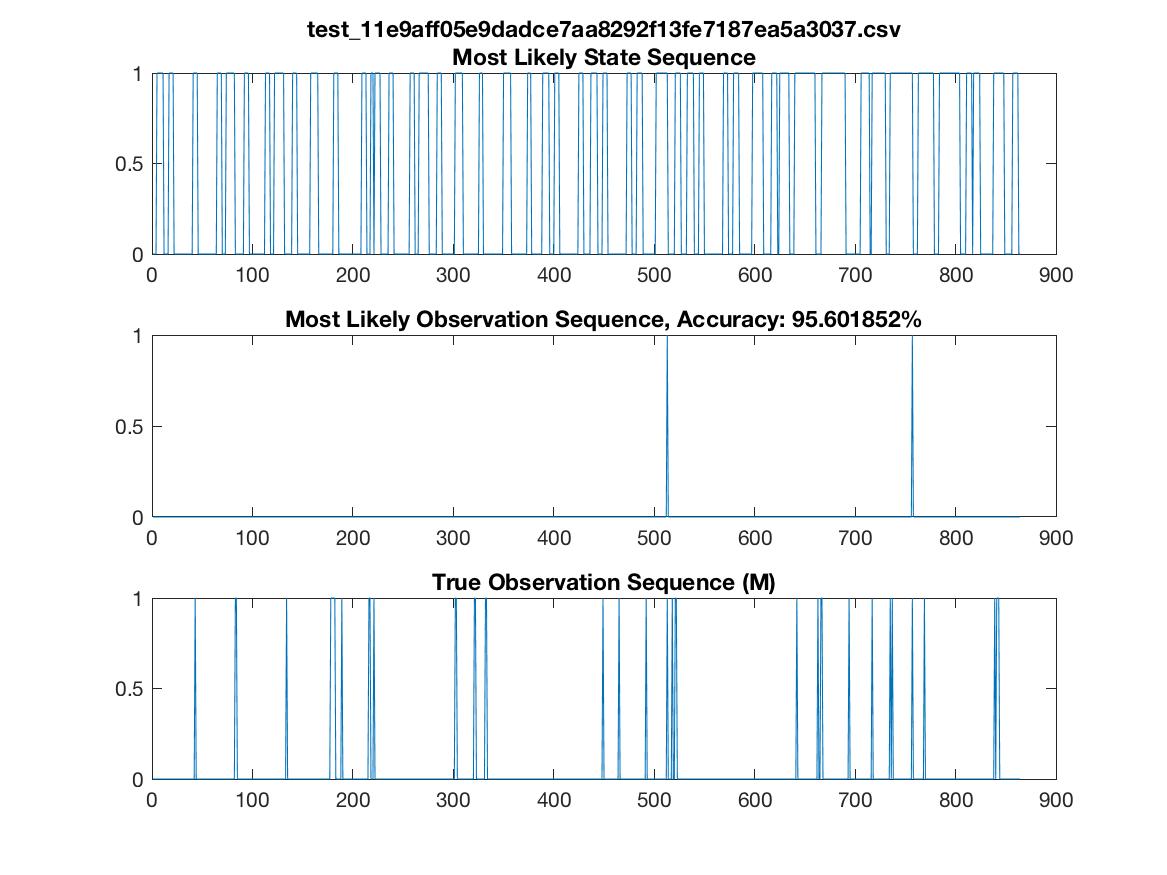 test_11e9aff05e9dadce7aa8292f13fe7187ea5a3037.csv
Most Likely State Sequence
1
0.5
0
0 100 200 300 400 500 600 700 800 900
Most Likely Observation Sequence, Accuracy: 95.601852%
1
0.5
0
0 100 200 300 400 500 600 700 800 900
True Observation Sequence (M)
1
0.5
0
0 100 200 300 400 500 600 700 800 900